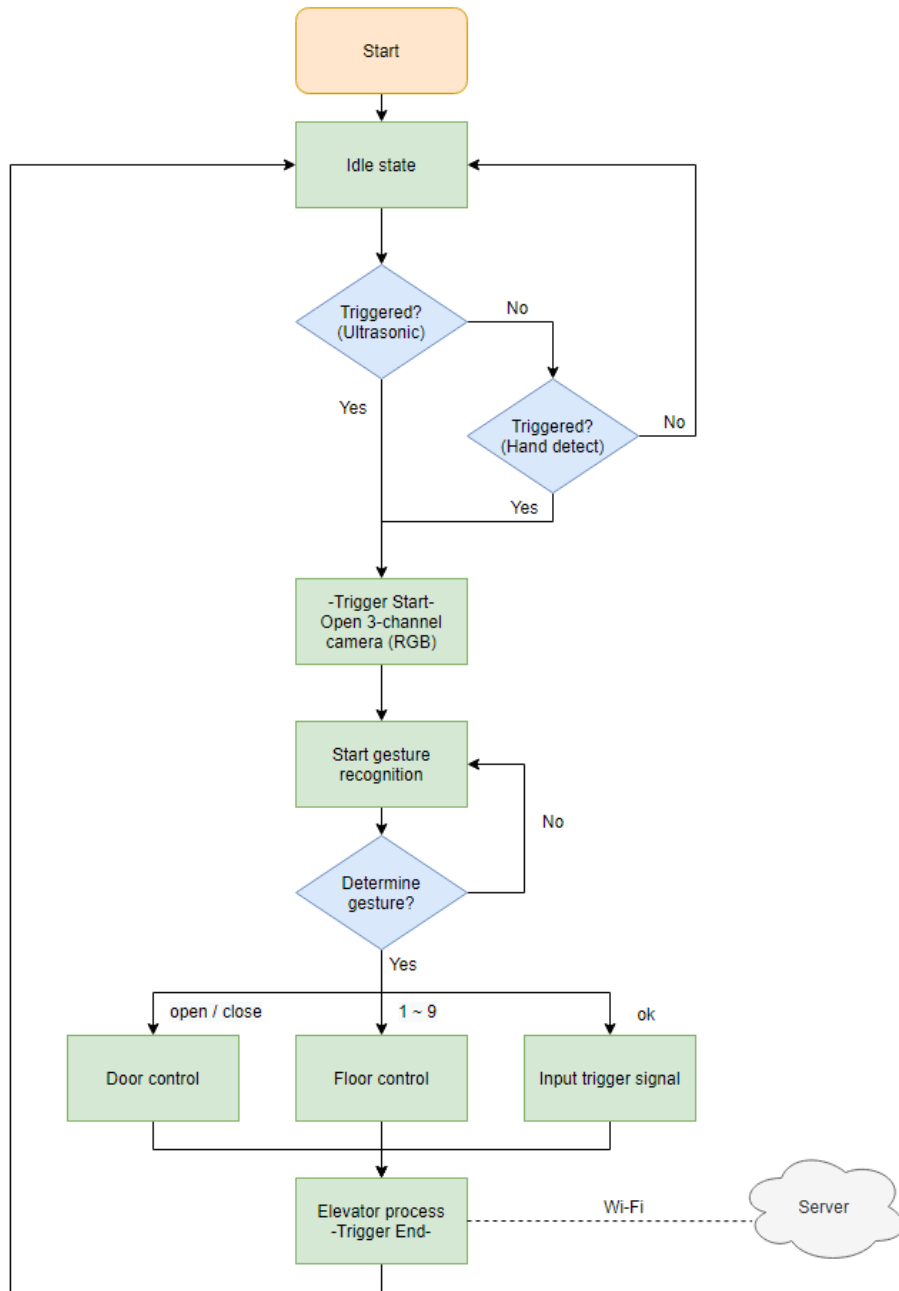 Start
Idle state
Triggered?
(Ultrasonic)
No
Yes
Triggered?
(Hand detect)
No
Yes
-Trigger Start-
Open 3-channel
camera (RGB)
Start gesture
recognition
No
Determine
gesture?
Yes
open / close
1 ~ 9
ok
Door control
Floor control
Input trigger signal
Elevator process
-Trigger End-
Wi-Fi
Server